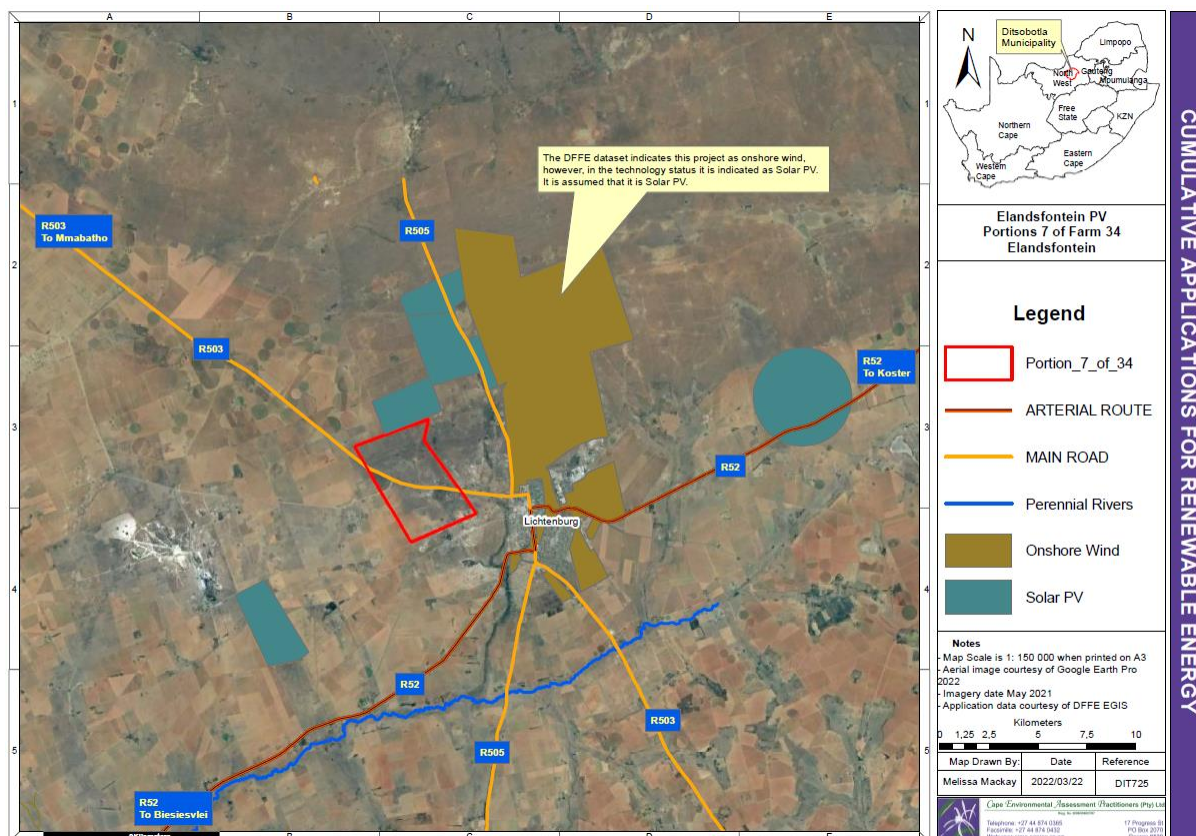 A B C D E
1
2
3
4
5
1
2
3
4
5
A B C D E
R503
To Mmabatho
R505
The DFFE dataset indicates this project as onshore wind,
however, in the technology status it is indicated as Solar PV.
It is assumed that it is Solar PV.
R503
R52
To Koster
R52
Lichtenburg
R52
R503
R505
R52
To Biesiesvlei
N
Ditsobotla
Municipality
Limpopo
North
West
Gauteng
Mpumulanga
Free
State
KZN
Northern
Cape
Eastern
Cape
Western
Cape
Elandsfontein PV
Portions 7 of Farm 34
Elandsfontein
Legend
Portion_7_of_34
ARTERIAL ROUTE
MAIN ROAD
Perennial Rivers
Onshore Wind
Solar PV
Notes
- Map Scale is 1: 150 000 when printed on A3
- Aerial image courtesy of Google Earth Pro
2022
- Imagery date May 2021
- Application data courtesy of DFFE EGIS
Kilometers
0 1,25 2,5 5 7,5 10
Map Drawn By: Date Reference
Melissa Mackay 2022/03/22 DIT725
Cape Environmental Assessment Practitioners (Pty) Ltd
Telephone: +27 44 874 0365
Facsimile: +27 44 874 0432
17 Progress St
PO Box 2070
CUMULATIVE APPLICATIONS FOR RENEWABLE ENERGY